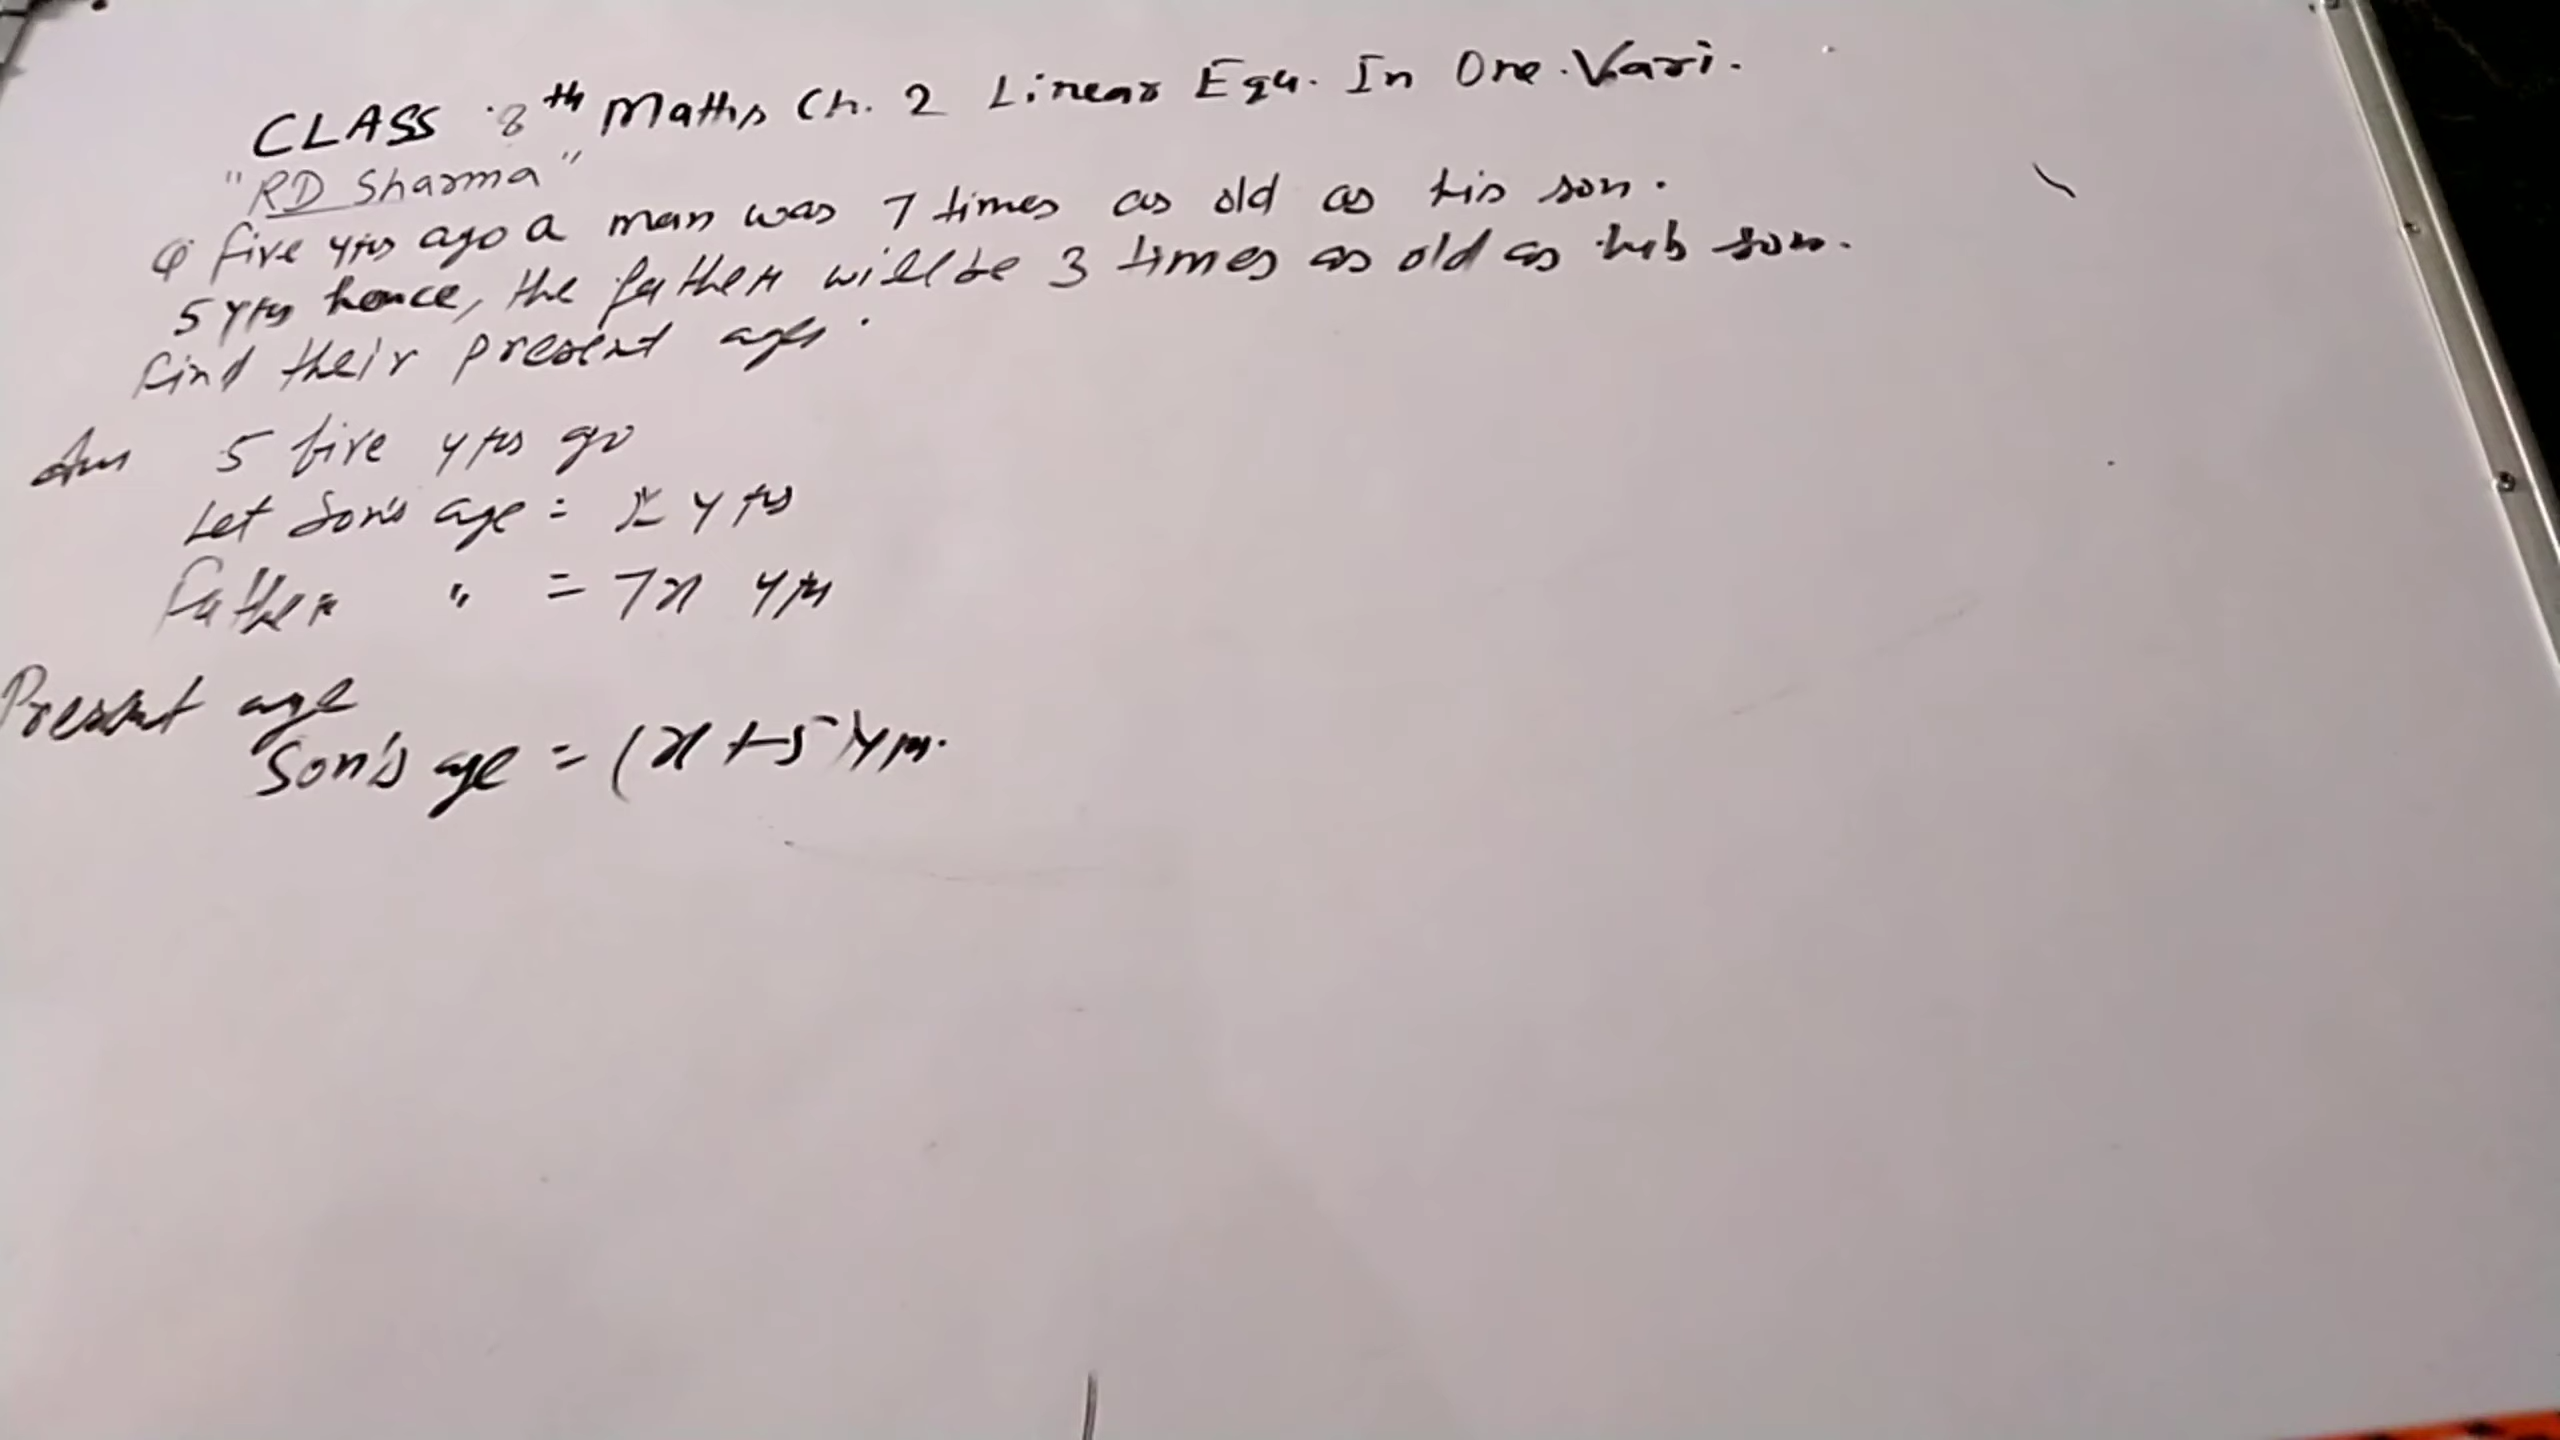 CLASS 8th Maths Ch. 2 Linear Equ. In One Vari.
"RD Sharma"
Q five yrs ago a man was 7 times as old as his son.
5 yrs hence, the father will be 3 times as old as his son.
find their present ages.
Ans 5 five yrs go
Let Son's age = x yrs
Father " = 7x yrs
Present age
Son's age = (x+5) yrs.